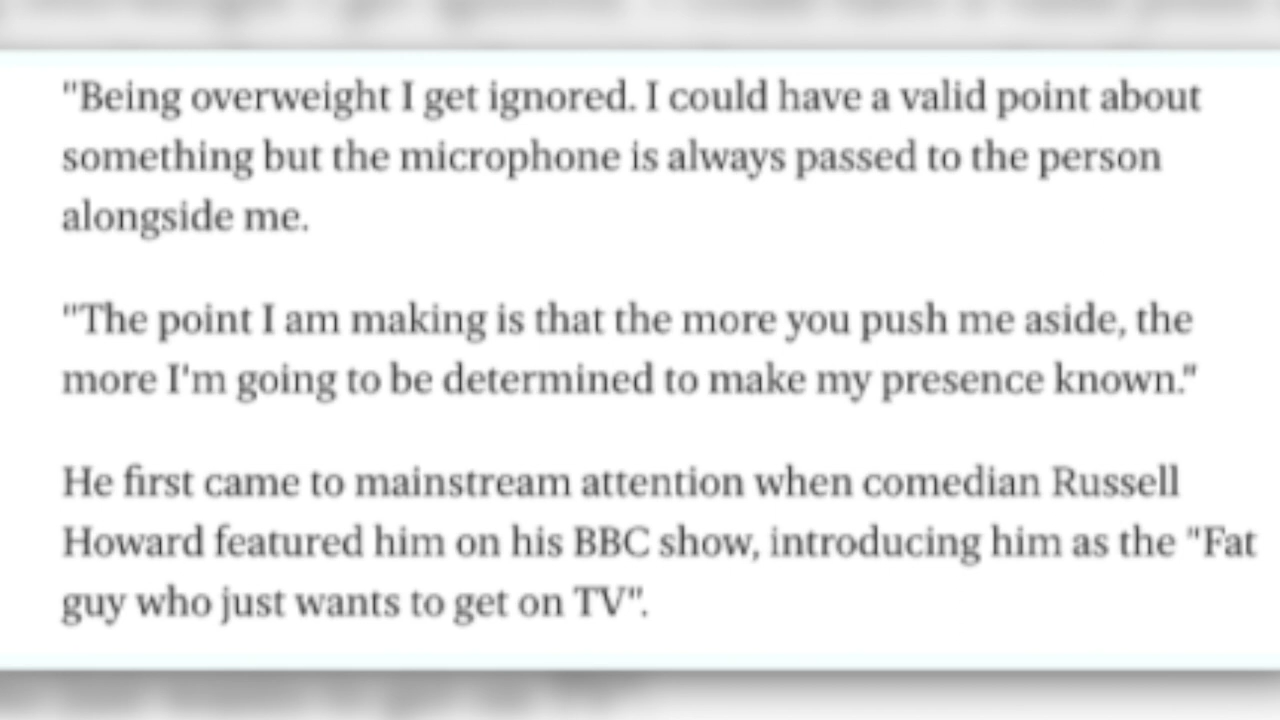 "Being overweight I get ignored. I could have a valid point about
something but the microphone is always passed to the person
alongside me.
"The point I am making is that the more you push me aside, the
more I'm going to be determined to make my presence known."
He first came to mainstream attention when comedian Russell
Howard featured him on his BBC show, introducing him as the "Fat
guy who just wants to get on TV".